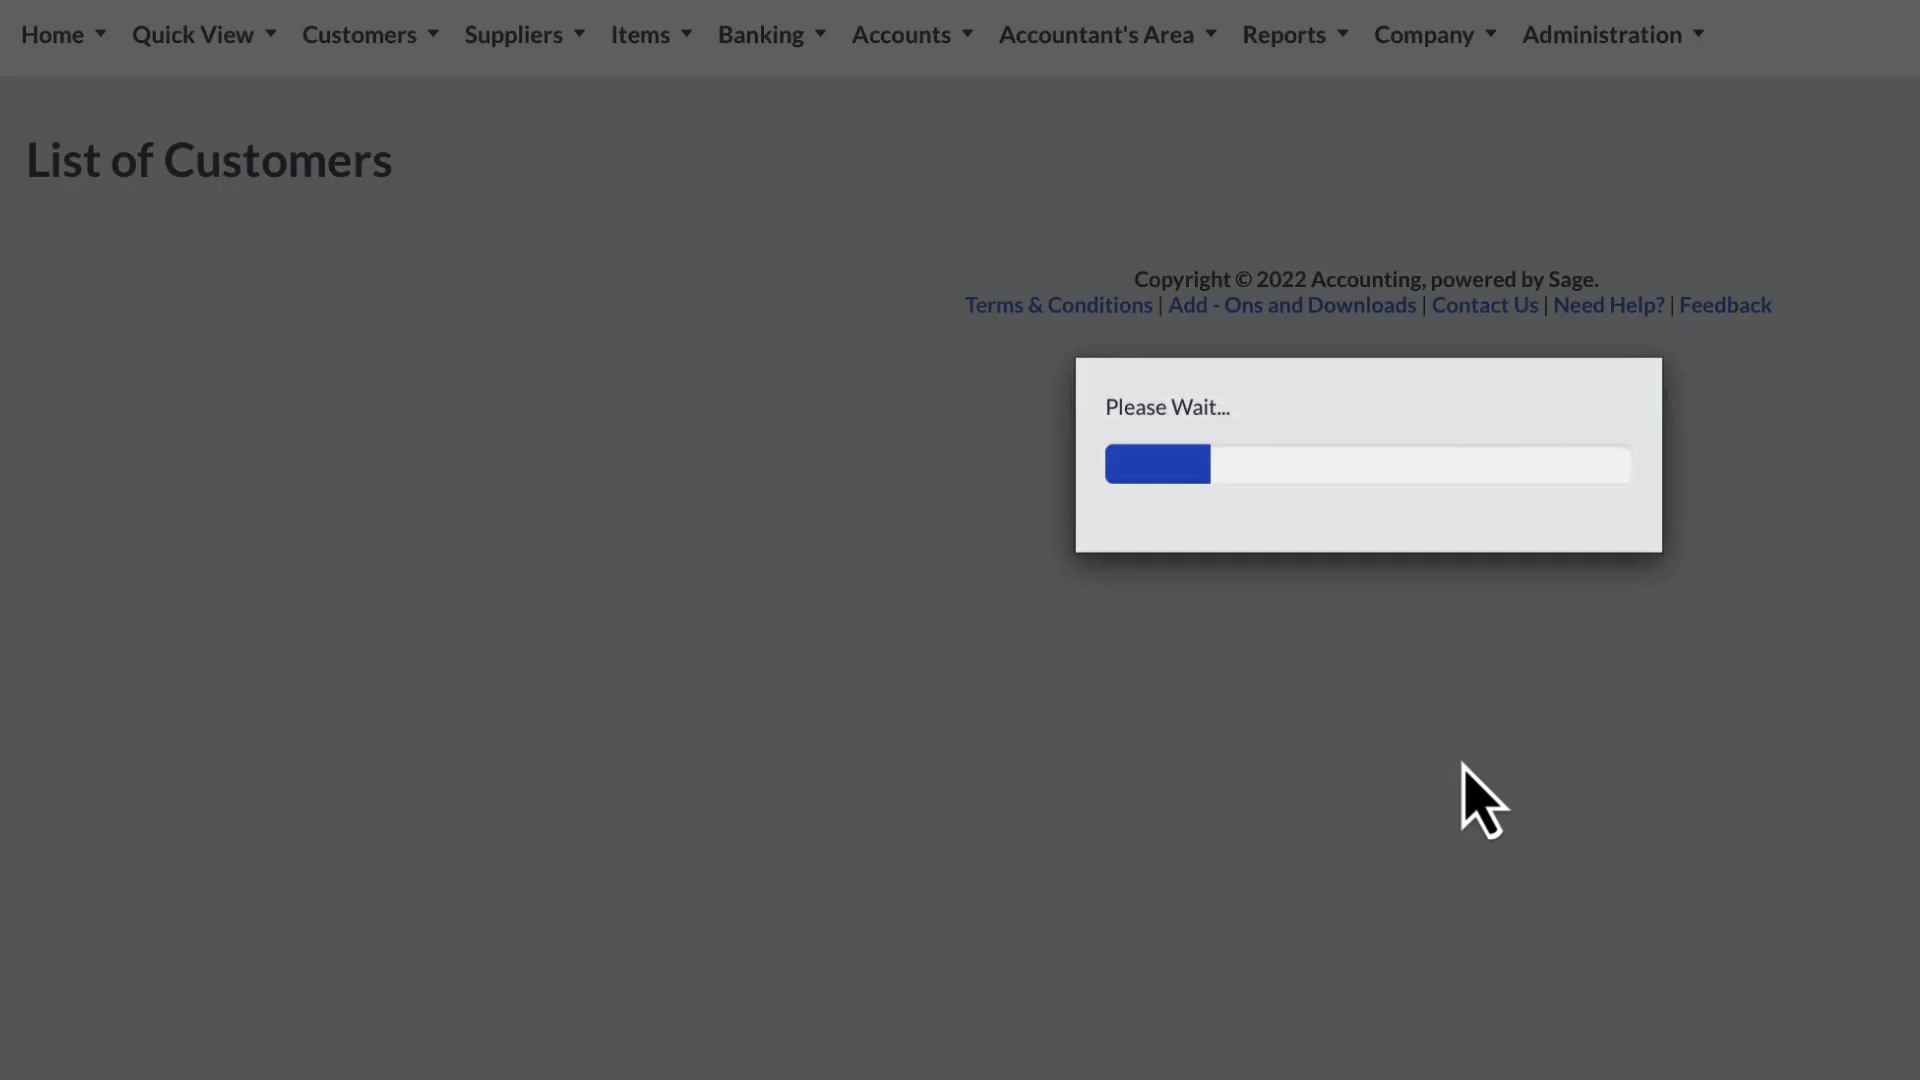 Home Quick View Customers Suppliers Items Banking Accounts Accountant's Area Reports Company Administration
List of Customers
Copyright © 2022 Accounting, powered by Sage.
Terms & Conditions | Add - Ons and Downloads | Contact Us | Need Help? | Feedback
Please Wait...